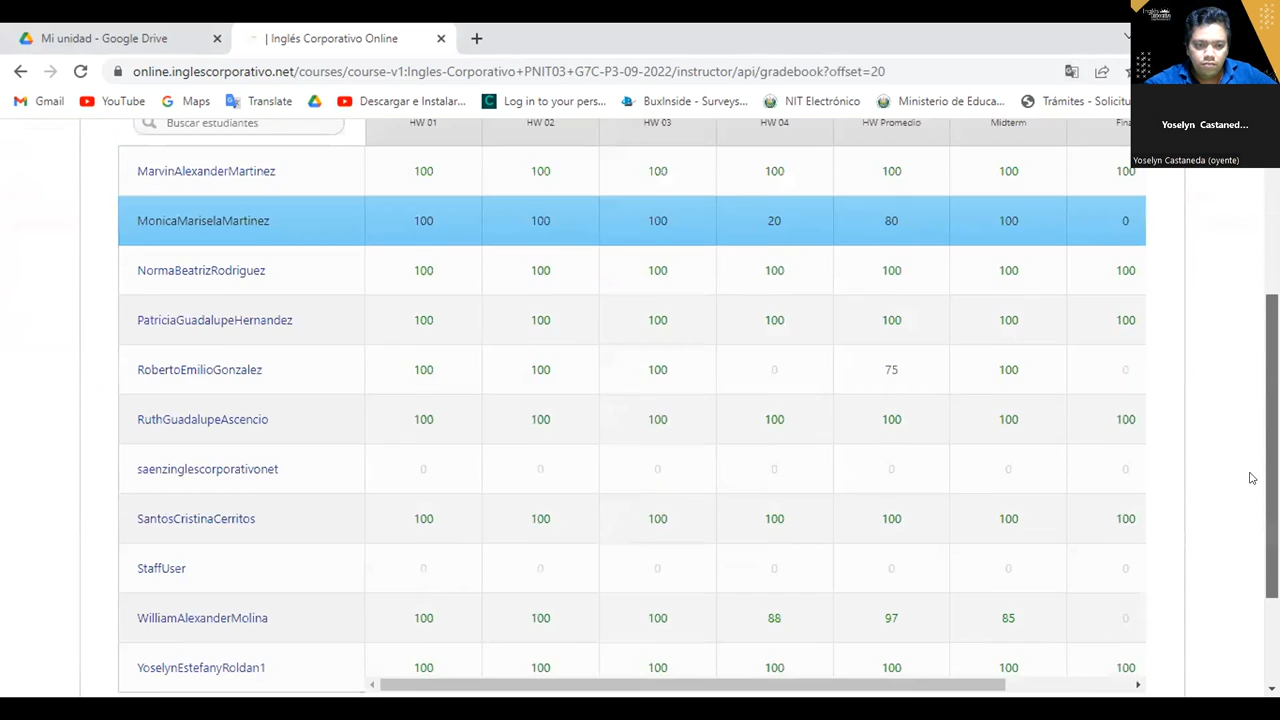 Mi unidad - Google Drive
| Inglés Corporativo Online
online.inglescorporativo.net/courses/course-v1:Ingles-Corporativo+PNIT03+G7C-P3-09-2022/instructor/api/gradebook?offset=20
Gmail YouTube Maps Translate Descargar e Instalar... Log in to your pers... BuxInside - Surveys... NIT Electrónico Ministerio de Educa... Trámites - Solicitu
Yoselyn Castaned...
Yoselyn Castaneda (oyente)
Buscar estudiantes HW 01 HW 02 HW 03 HW 04 HW Promedio Midterm Fina
MarvinAlexanderMartinez 100 100 100 100 100 100 100
MonicaMariselaMartinez 100 100 100 20 80 100 0
NormaBeatrizRodriguez 100 100 100 100 100 100 100
PatriciaGuadalupeHernandez 100 100 100 100 100 100 100
RobertoEmilioGonzalez 100 100 100 0 75 100 0
RuthGuadalupeAscencio 100 100 100 100 100 100 100
saenzinglescorporativonet 0 0 0 0 0 0 0
SantosCristinaCerritos 100 100 100 100 100 100 100
StaffUser 0 0 0 0 0 0 0
WilliamAlexanderMolina 100 100 100 88 97 85 0
YoselynEstefanyRoldan1 100 100 100 100 100 100 100